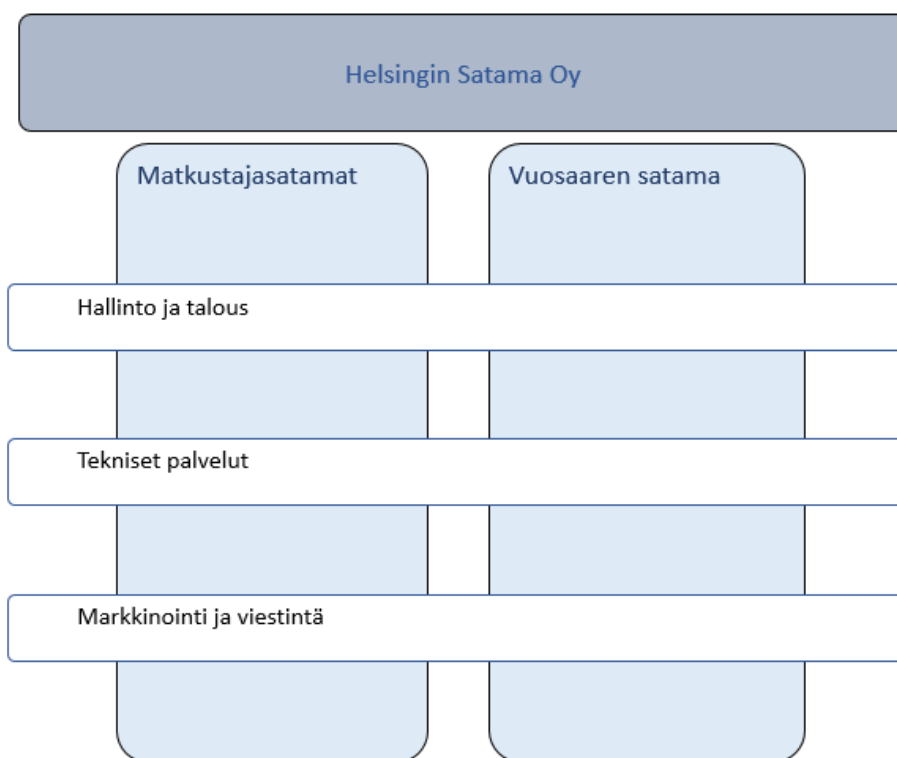 Helsingin Satama Oy
Matkustajasatamat
Vuosaaren satama
Hallinto ja talous
Tekniset palvelut
Markkinointi ja viestintä